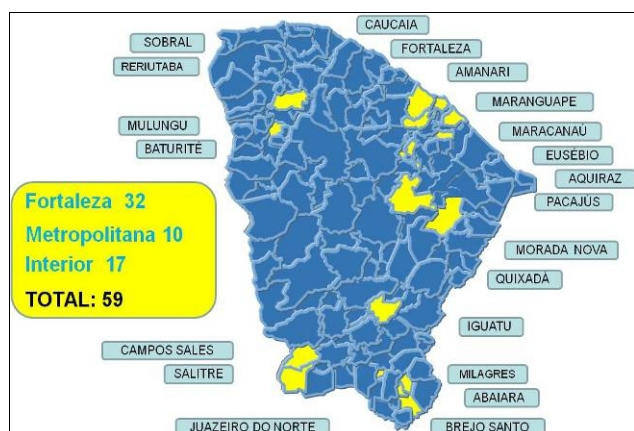 CAUCAIA
SOBRAL
FORTALEZA
RERIUTABA
AMANARI
MARANGUAPE
MULUNGU
MARACANAÚ
BATURITÉ
EUSÉBIO
AQUIRAZ
Fortaleza 32
PACAJÚS
Metropolitana 10
Interior 17
MORADA NOVA
TOTAL: 59
QUIXADÁ
IGUATU
CAMPOS SALES
SALITRE
MILAGRES
ABAIARA
JUAZEIRO DO NORTE
BREJO SANTO